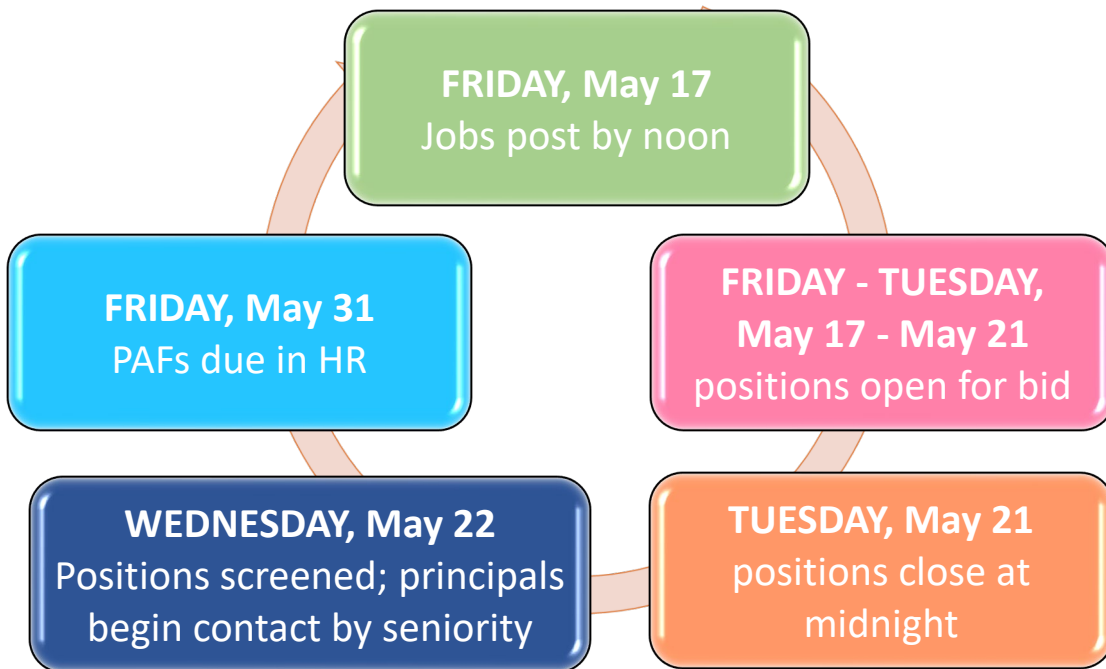 FRIDAY, May 17
Jobs post by noon
FRIDAY - TUESDAY,
May 17 - May 21
positions open for bid
TUESDAY, May 21
positions close at
midnight
WEDNESDAY, May 22
Positions screened; principals
begin contact by seniority
FRIDAY, May 31
PAFs due in HR